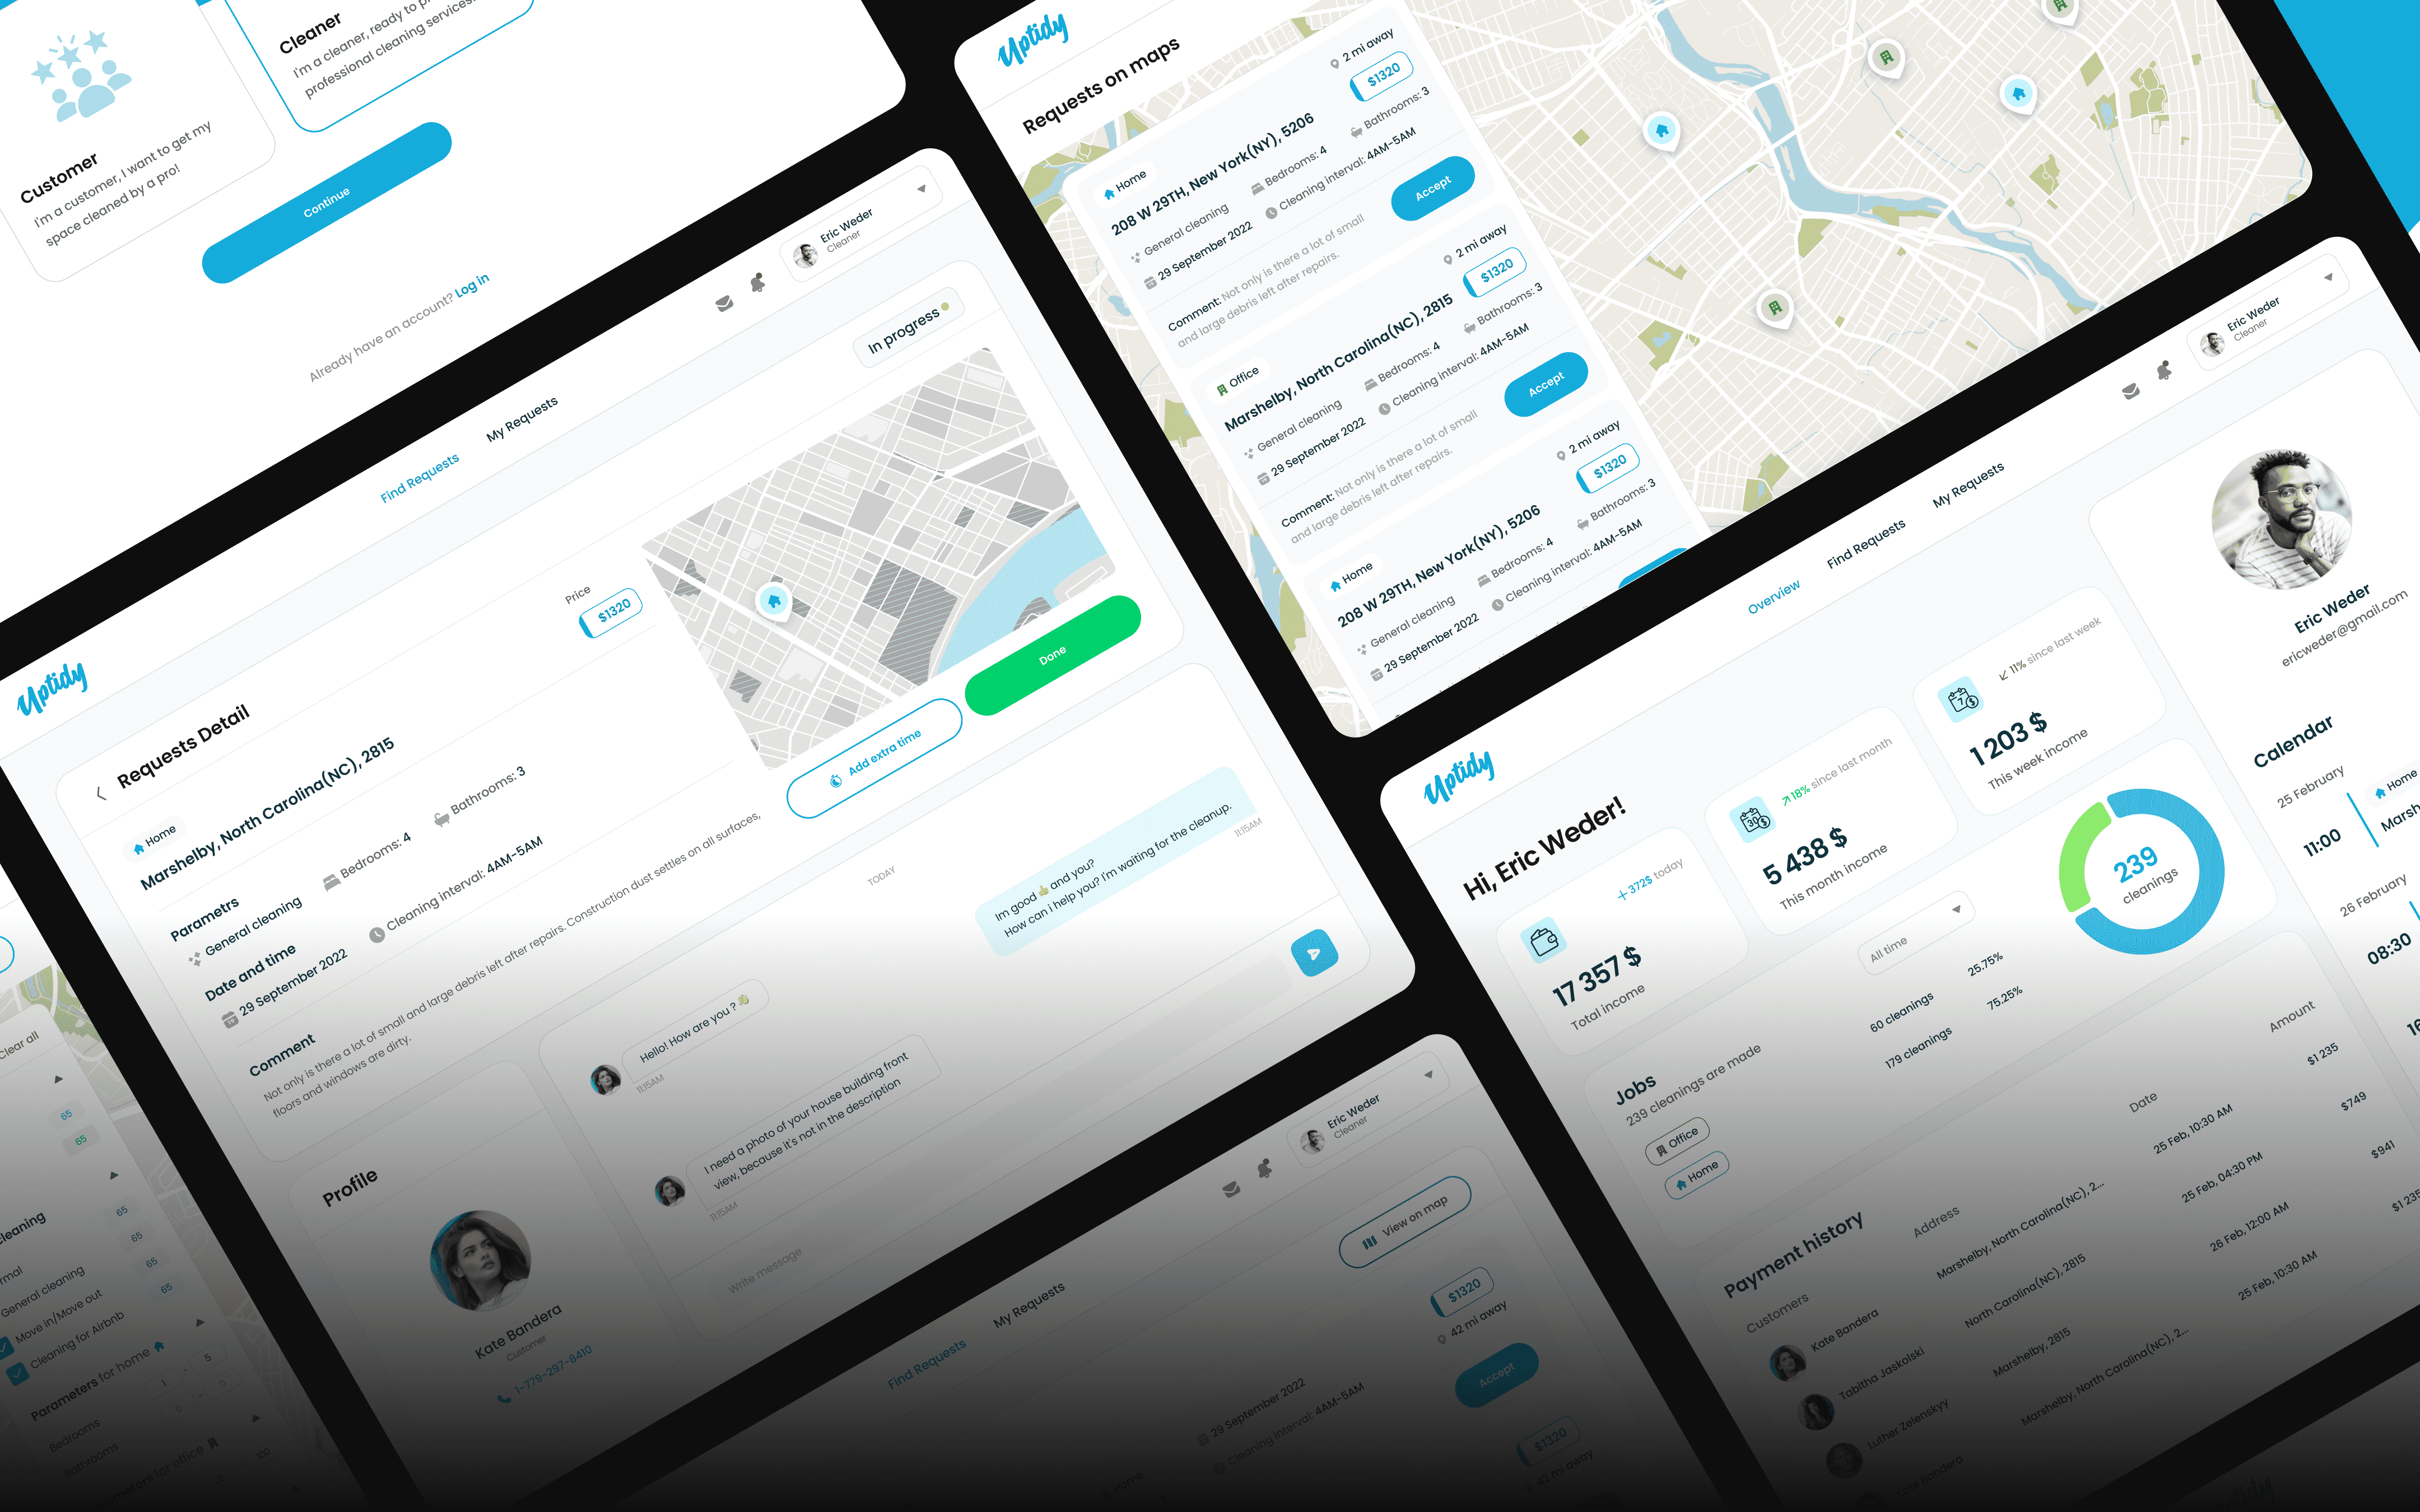 Customer
I'm a customer, I want to get my
space cleaned by a pro!
Cleaner
I'm a cleaner, ready to
professional cleaning services
Continue
Already have an account? Log in
Uptidy
Find Requests
My Requests
Eric Weder
Cleaner
Requests Detail
In progress
Home
Marshelby, North Carolina(NC), 2815
Price
$1320
Parametrs
General cleaning
Bedrooms: 4
Bathrooms: 3
Date and time
29 September 2022
Cleaning interval: 4AM-5AM
Comment
Not only is there a lot of small and large debris left after repairs. Construction dust settles on all surfaces,
floors and windows are dirty.
Add extra time
Done
Profile
Kate Bandera
Customer
1-779-297-8410
TODAY
Im good 👍 and you?
How can i help you? I'm waiting for the cleanup.
11:15AM
Hello! How are you ? 👋
11:15AM
I need a photo of your house building front
view, because it's not in the description
11:15AM
Write message
Uptidy
Requests on maps
Home
2 mi away
208 W 29TH, New York(NY), 5206
$1320
General cleaning
Bedrooms: 4
Bathrooms: 3
29 September 2022
Cleaning interval: 4AM-5AM
Comment: Not only is there a lot of small
and large debris left after repairs.
Accept
Office
2 mi away
Marshelby, North Carolina(NC), 2815
$1320
General cleaning
Bedrooms: 4
Bathrooms: 3
29 September 2022
Cleaning interval: 4AM-5AM
Comment: Not only is there a lot of small
and large debris left after repairs.
Accept
Home
2 mi away
208 W 29TH, New York(NY), 5206
$1320
General cleaning
Bedrooms: 4
Bathrooms: 3
29 September 2022
Cleaning interval: 4AM-5AM
Uptidy
Overview
Find Requests
My Requests
Eric Weder
Cleaner
Hi, Eric Weder!
+372$ today
17 357 $
Total income
18% since last month
5 438 $
This month income
11% since last week
1 203 $
This week income
Eric Weder
ericweder@gmail.com
Jobs
239 cleanings are made
All time
Office
60 cleanings
25.75%
Home
179 cleanings
75.25%
239
cleanings
Calendar
25 February
11:00
Home
Marsh
26 February
08:30
16
Payment history
Customers
Address
Date
Amount
Kate Bandera
Marshelby, North Carolina(NC), 2...
25 Feb, 10:30 AM
$1 235
Tabitha Jaskolski
North Carolina(NC), 2815
25 Feb, 04:30 PM
$749
Luther Zelenskyy
Marshelby, 2815
26 Feb, 12:00 AM
$941
Kate Bandera
Marshelby, North Carolina(NC), 2...
25 Feb, 10:30 AM
$1 235
Find Requests
My Requests
Eric Weder
Cleaner
View on map
$1320
42 mi away
29 September 2022
Cleaning interval: 4AM-5AM
Accept
Home
$1320
42 mi away
Clear all
65
65
65
General cleaning
65
Move in/Move out
65
Cleaning for Airbnb
65
Parameters for home
Bedrooms
1 - 5
Bathrooms
0 - 0
for office
100